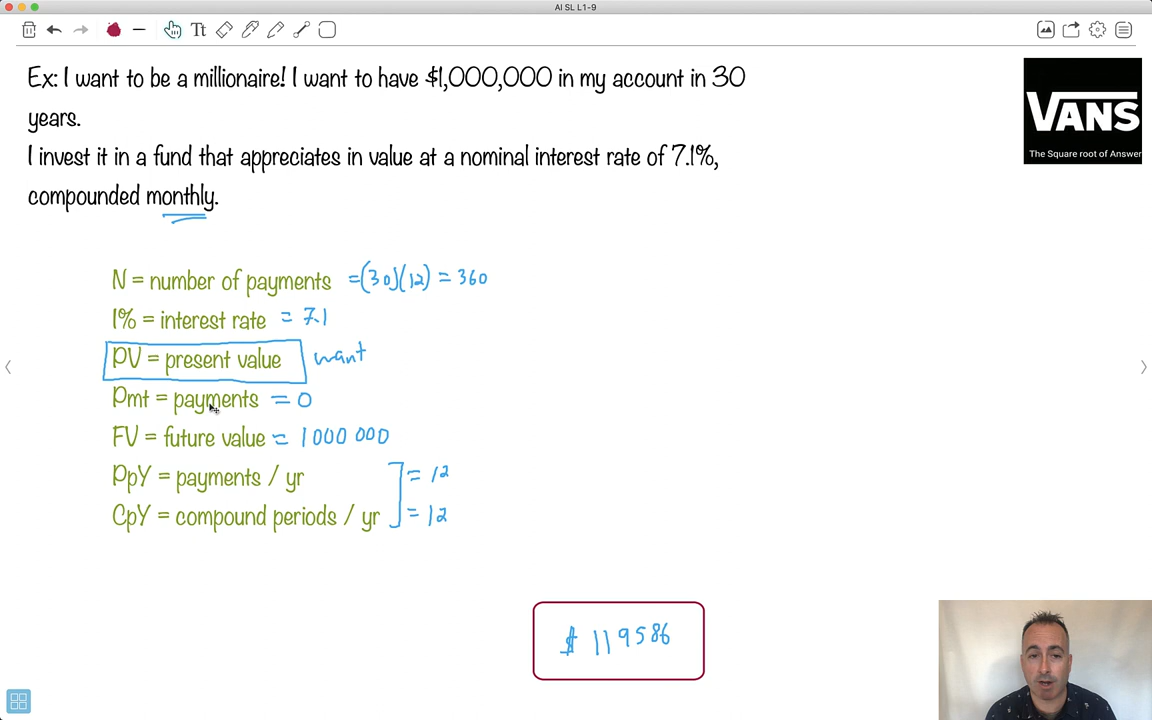 AI SL L1-9
Tt
Ex: I want to be a millionaire! I want to have $1,000,000 in my account in 30
years.
I invest it in a fund that appreciates in value at a nominal interest rate of 7.1%,
compounded monthly.
VANS
The Square root of Answer
N = number of payments =(30)(12) = 360
I% = interest rate = 7.1
PV = present value want
Pmt = payments = 0
FV = future value = 1000 000
PpY = payments / yr = 12
CpY = compound periods / yr = 12
$ 119586